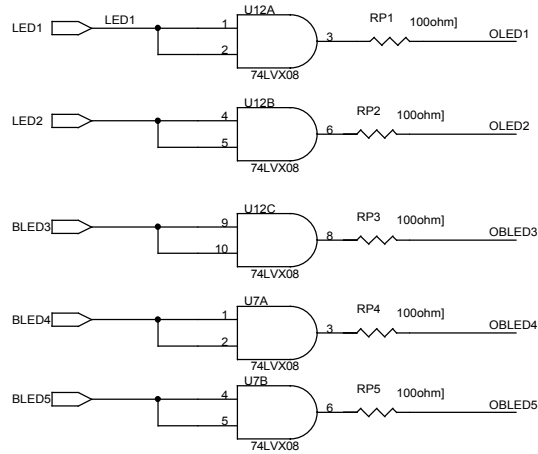 U12A
RP1
100ohm]
LED1
LED1
1
2
3
OLED1
74LVX08
U12B
RP2
100ohm]
LED2
4
5
6
OLED2
74LVX08
U12C
RP3
100ohm]
BLED3
9
10
8
OBLED3
74LVX08
U7A
RP4
100ohm]
BLED4
1
2
3
OBLED4
74LVX08
U7B
RP5
100ohm]
BLED5
4
5
6
OBLED5
74LVX08